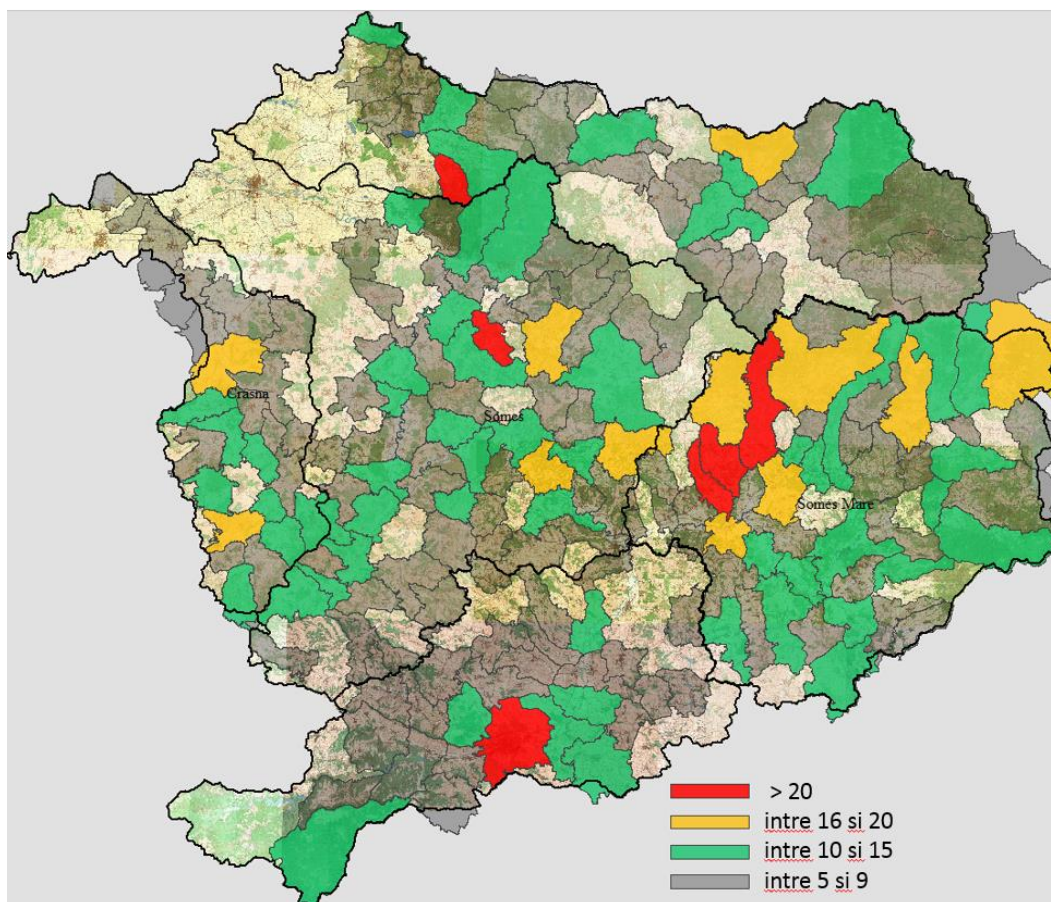 Crasna
Somes
Somes Mare
> 20
intre 16 si 20
intre 10 si 15
intre 5 si 9